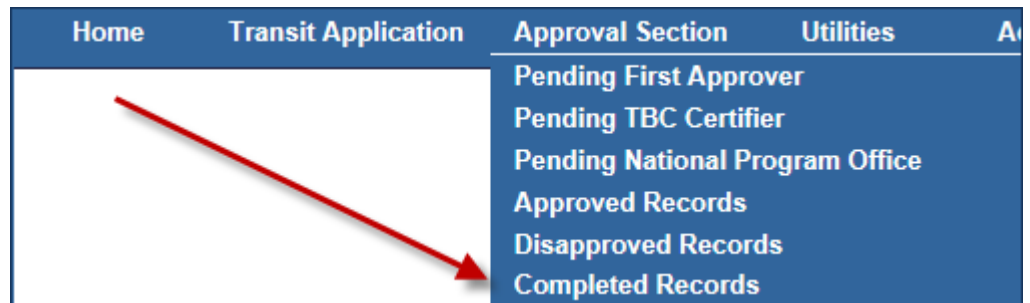 Home Transit Application Approval Section Utilities
Pending First Approver
Pending TBC Certifier
Pending National Program Office
Approved Records
Disapproved Records
Completed Records